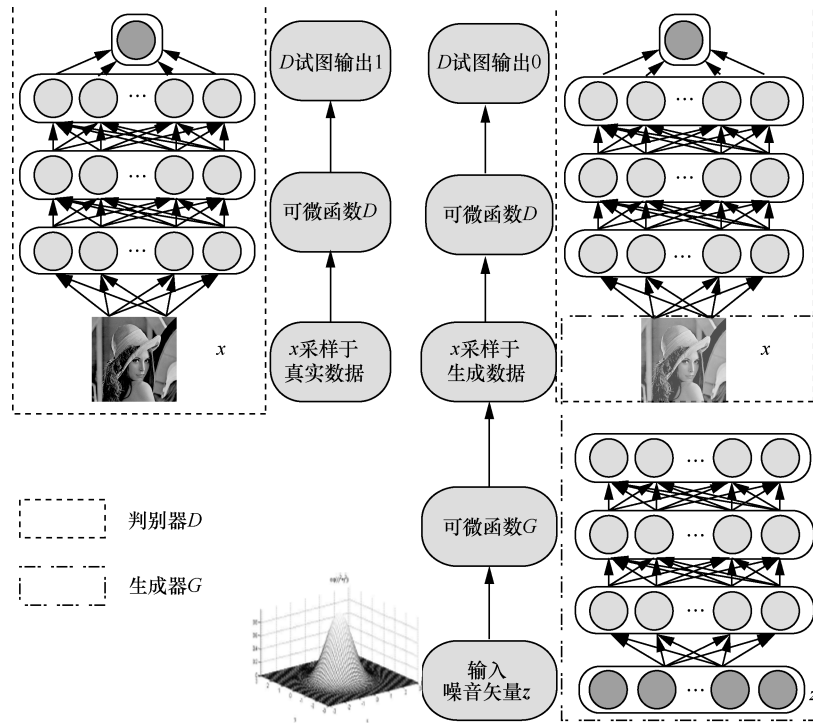 D试图输出1
D试图输出0
...
...
...
...
可微函数D
可微函数D
...
...
x
x采样于
真实数据
x采样于
生成数据
x
...
判别器D
可微函数G
...
生成器G
...
输入
噪音矢量z
z